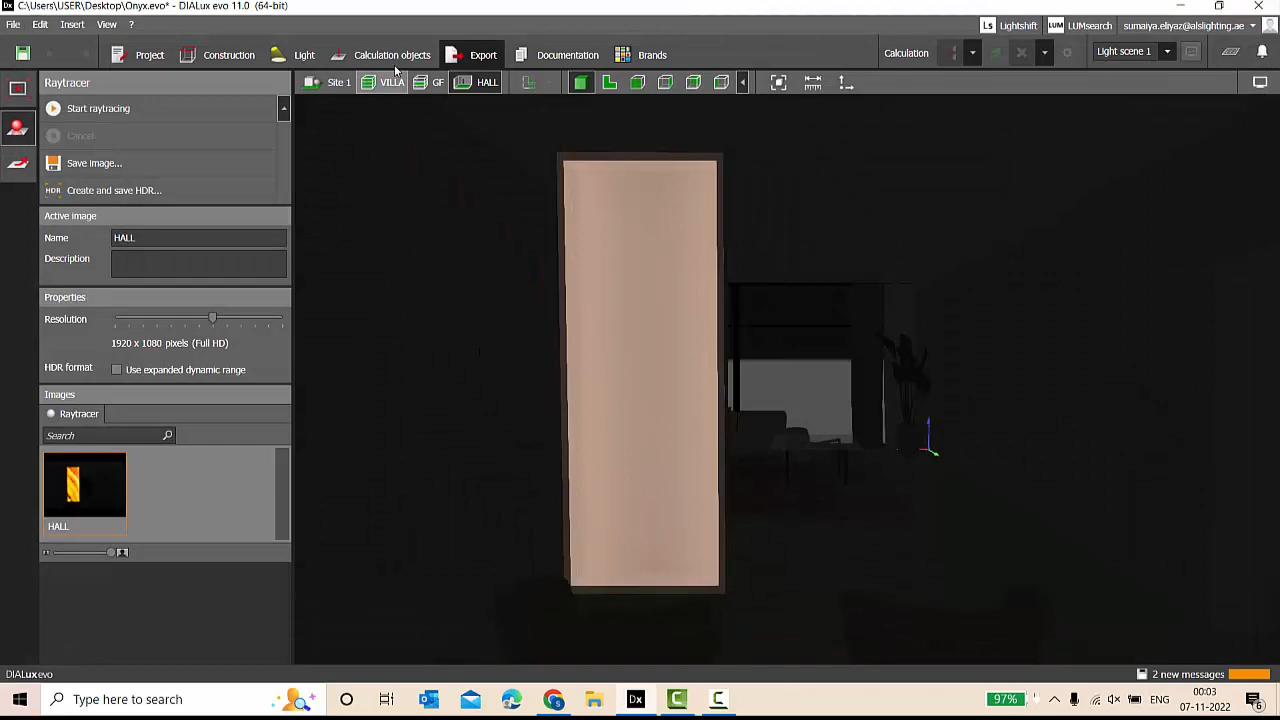 C:\Users\USER\Desktop\Onyx.evo* - DIALux evo 11.0 (64-bit)
File Edit Insert View ?
Lightshift LUMsearch sumaiya.eliyaz@alslighting.ae
Project Construction Light Calculation objects Export Documentation Brands Calculation Light scene 1
Raytracer
Site 1 VILLA GF HALL
Start raytracing
Cancel
Save image...
HDR Create and save HDR...
Active image
Name HALL
Description
Properties
Resolution
1920 x 1080 pixels (Full HD)
HDR format Use expanded dynamic range
Images
Raytracer
Search
HALL
DIALux evo
2 new messages
Type here to search
97%
ENG
00:03
07-11-2022
6